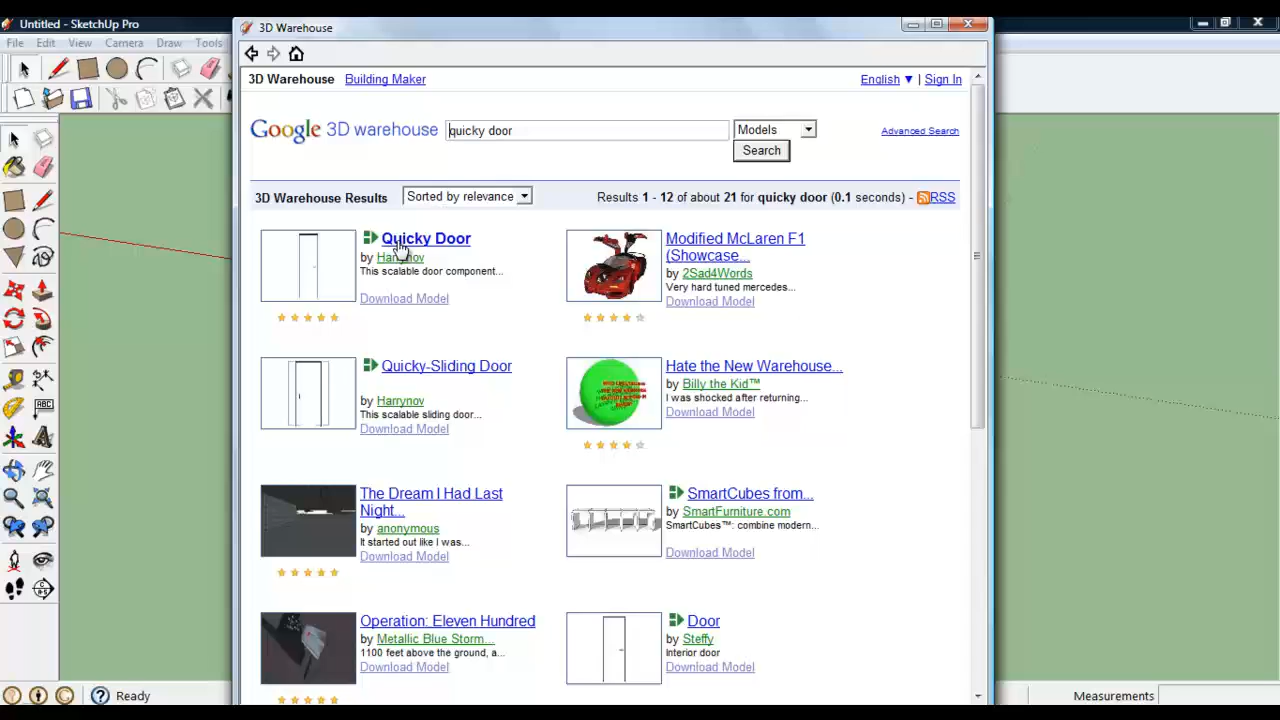 Untitled - SketchUp Pro
3D Warehouse
File Edit View Camera Draw Tools
3D Warehouse Building Maker English ▼ | Sign In
Google 3D warehouse quicky door Models Advanced Search
Search
3D Warehouse Results Sorted by relevance Results 1 - 12 of about 21 for quicky door (0.1 seconds) - RSS
Quicky Door
by Harrynov
This scalable door component...
Download Model
Modified McLaren F1
(Showcase...
by 2Sad4Words
Very hard tuned mercedes...
Download Model
Quicky-Sliding Door
by Harrynov
This scalable sliding door...
Download Model
Hate the New Warehouse...
by Billy the Kid™
I was shocked after returning...
Download Model
The Dream I Had Last
Night...
by anonymous
It started out like I was...
Download Model
SmartCubes from...
by SmartFurniture.com
SmartCubes™: combine modern...
Download Model
Operation: Eleven Hundred
by Metallic Blue Storm...
1100 feet above the ground, a...
Download Model
Door
by Steffy
Interior door
Download Model
Ready
Measurements